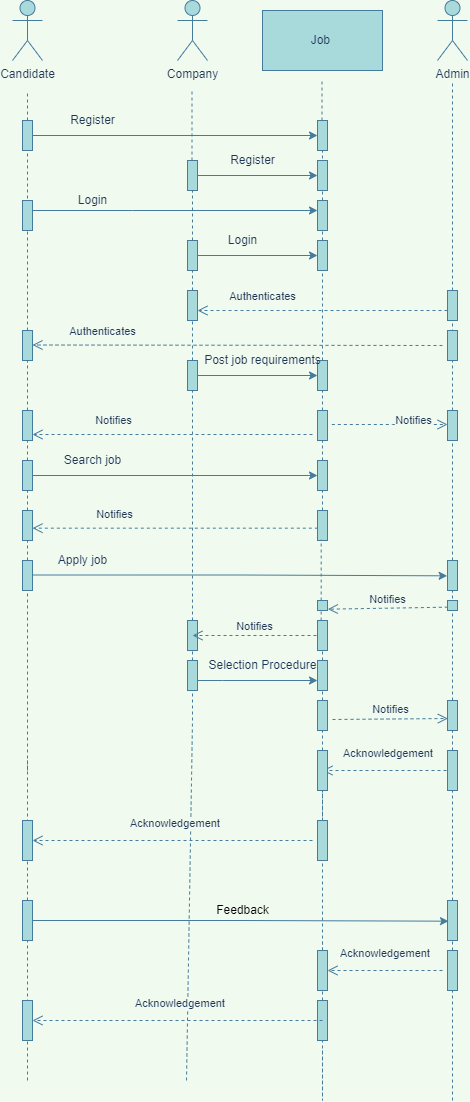 Job
Candidate
Company
Admin
Register
Register
Login
Login
Authenticates
Authenticates
Post job requirements
Notifies
Notifies
Search job
Notifies
Apply job
Notifies
Notifies
Selection Procedure
Notifies
Acknowledgement
Acknowledgement
Feedback
Acknowledgement
Acknowledgement